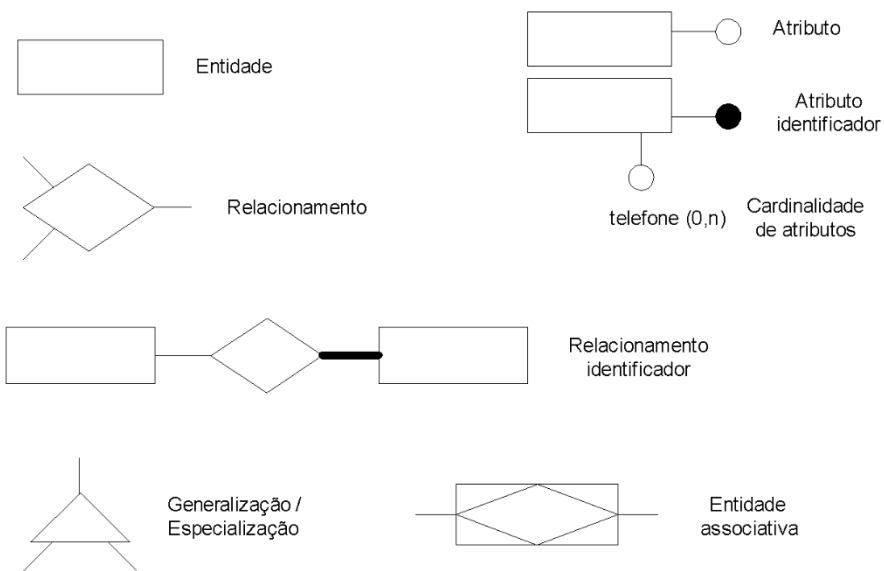 Entidade
Atributo
Atributo
identificador
Relacionamento
telefone (0,n)
Cardinalidade
de atributos
Relacionamento
identificador
Generalização /
Especialização
Entidade
associativa